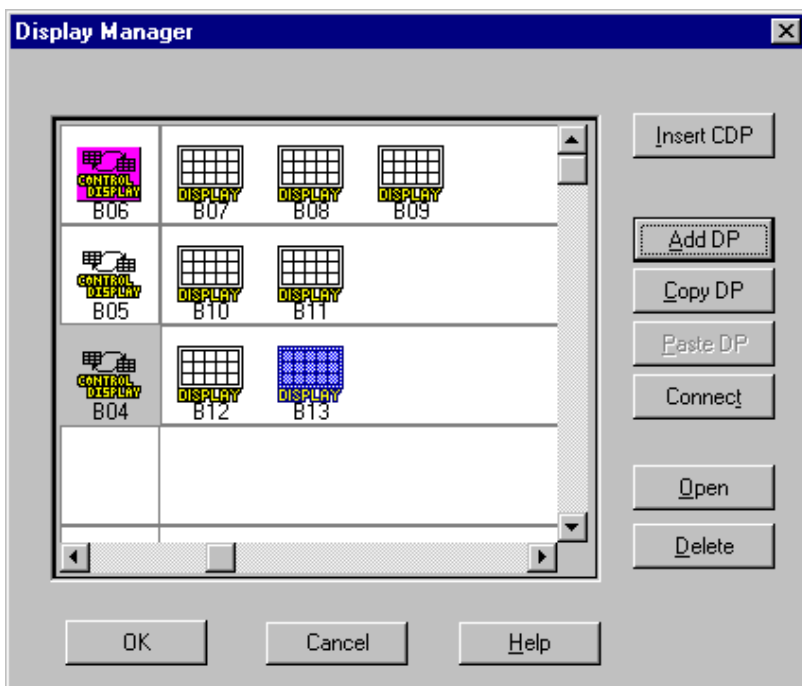 Display Manager
Insert CDP
CONTROL DISPLAY
B06
DISPLAY
B07
DISPLAY
B08
DISPLAY
B09
Add DP
Copy DP
CONTROL DISPLAY
B05
DISPLAY
B10
DISPLAY
B11
Paste DP
Connect
CONTROL DISPLAY
B04
DISPLAY
B12
DISPLAY
B13
Open
Delete
OK
Cancel
Help